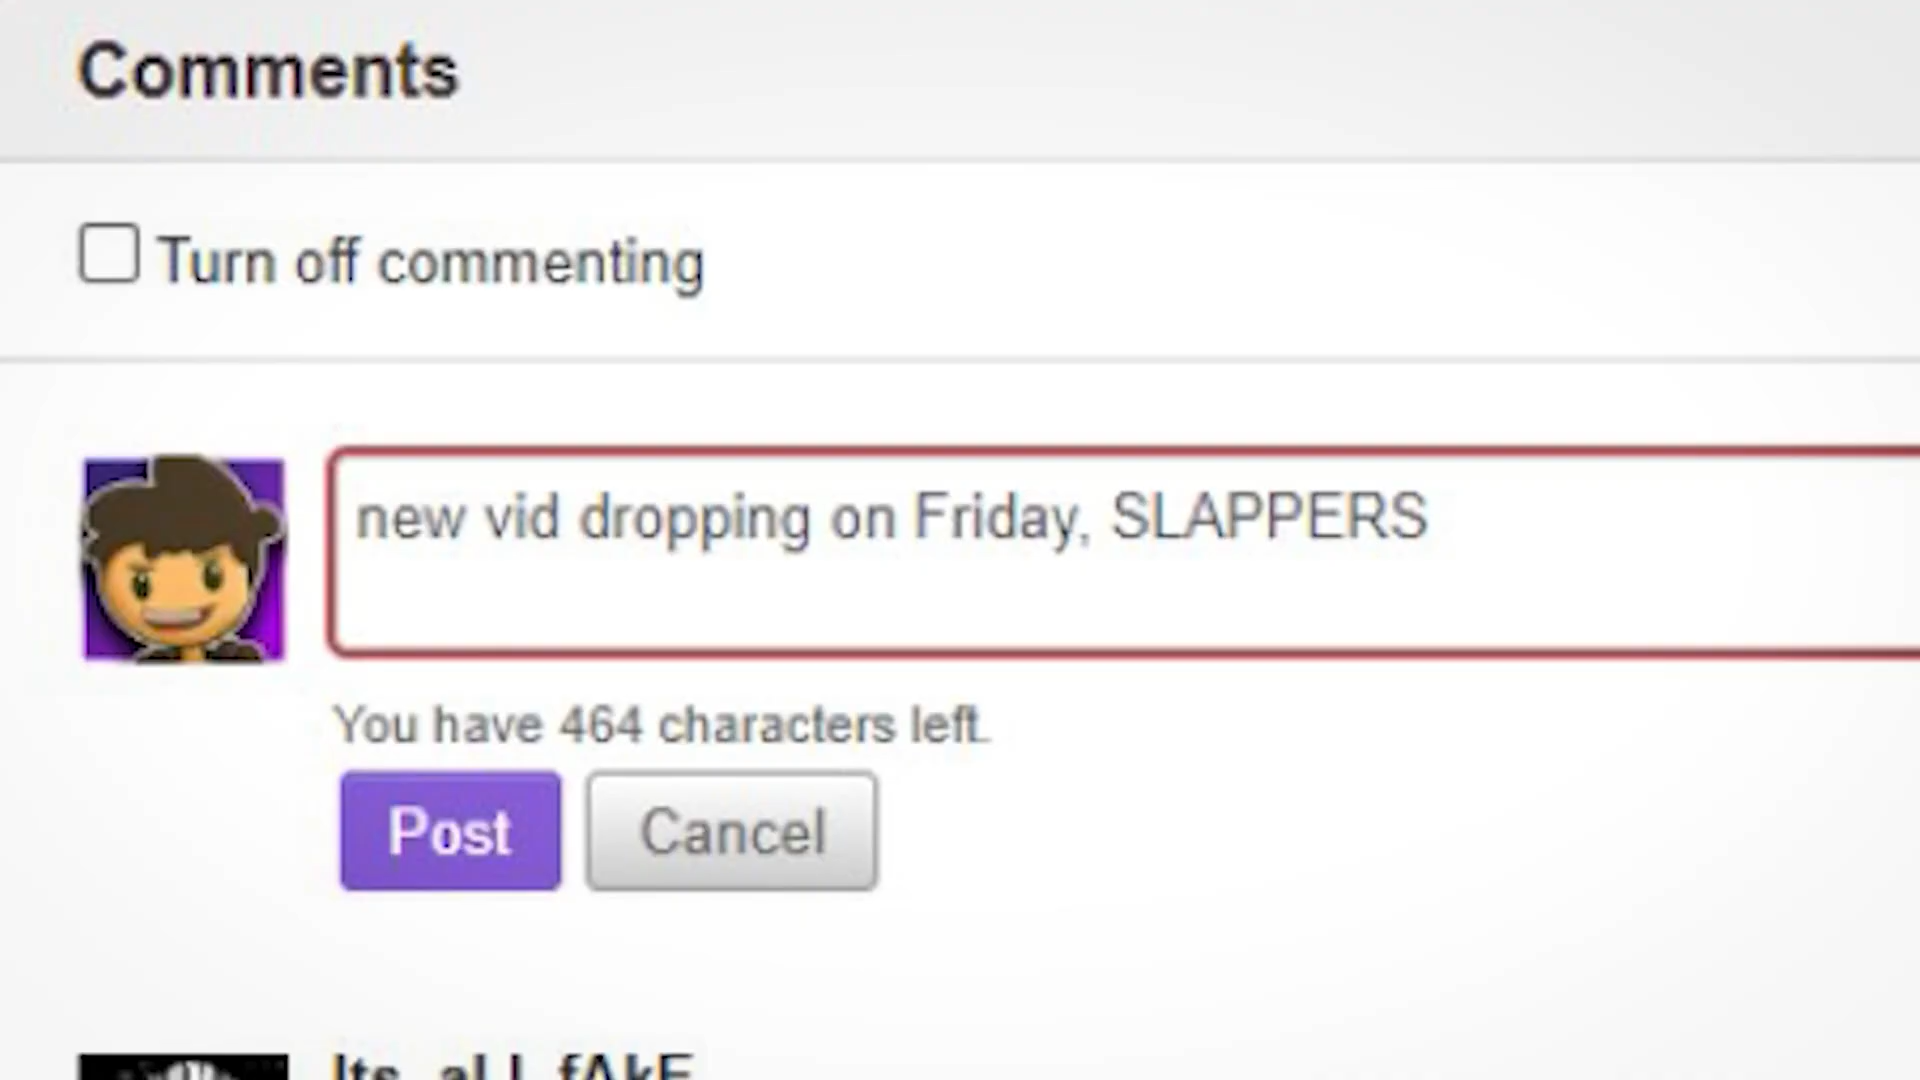 Comments
Turn off commenting
new vid dropping on Friday, SLAPPERS
You have 464 characters left.
Post
Cancel